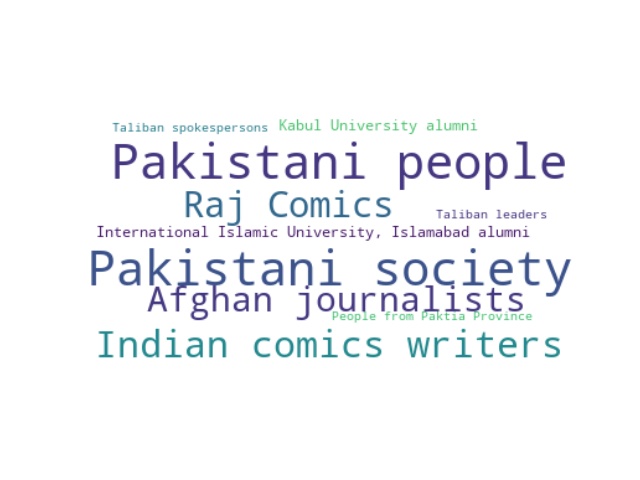 Taliban spokespersons
Kabul University alumni
Pakistani people
Raj Comics
Taliban leaders
International Islamic University, Islamabad alumni
Pakistani society
Afghan journalists
People from Paktia Province
Indian comics writers